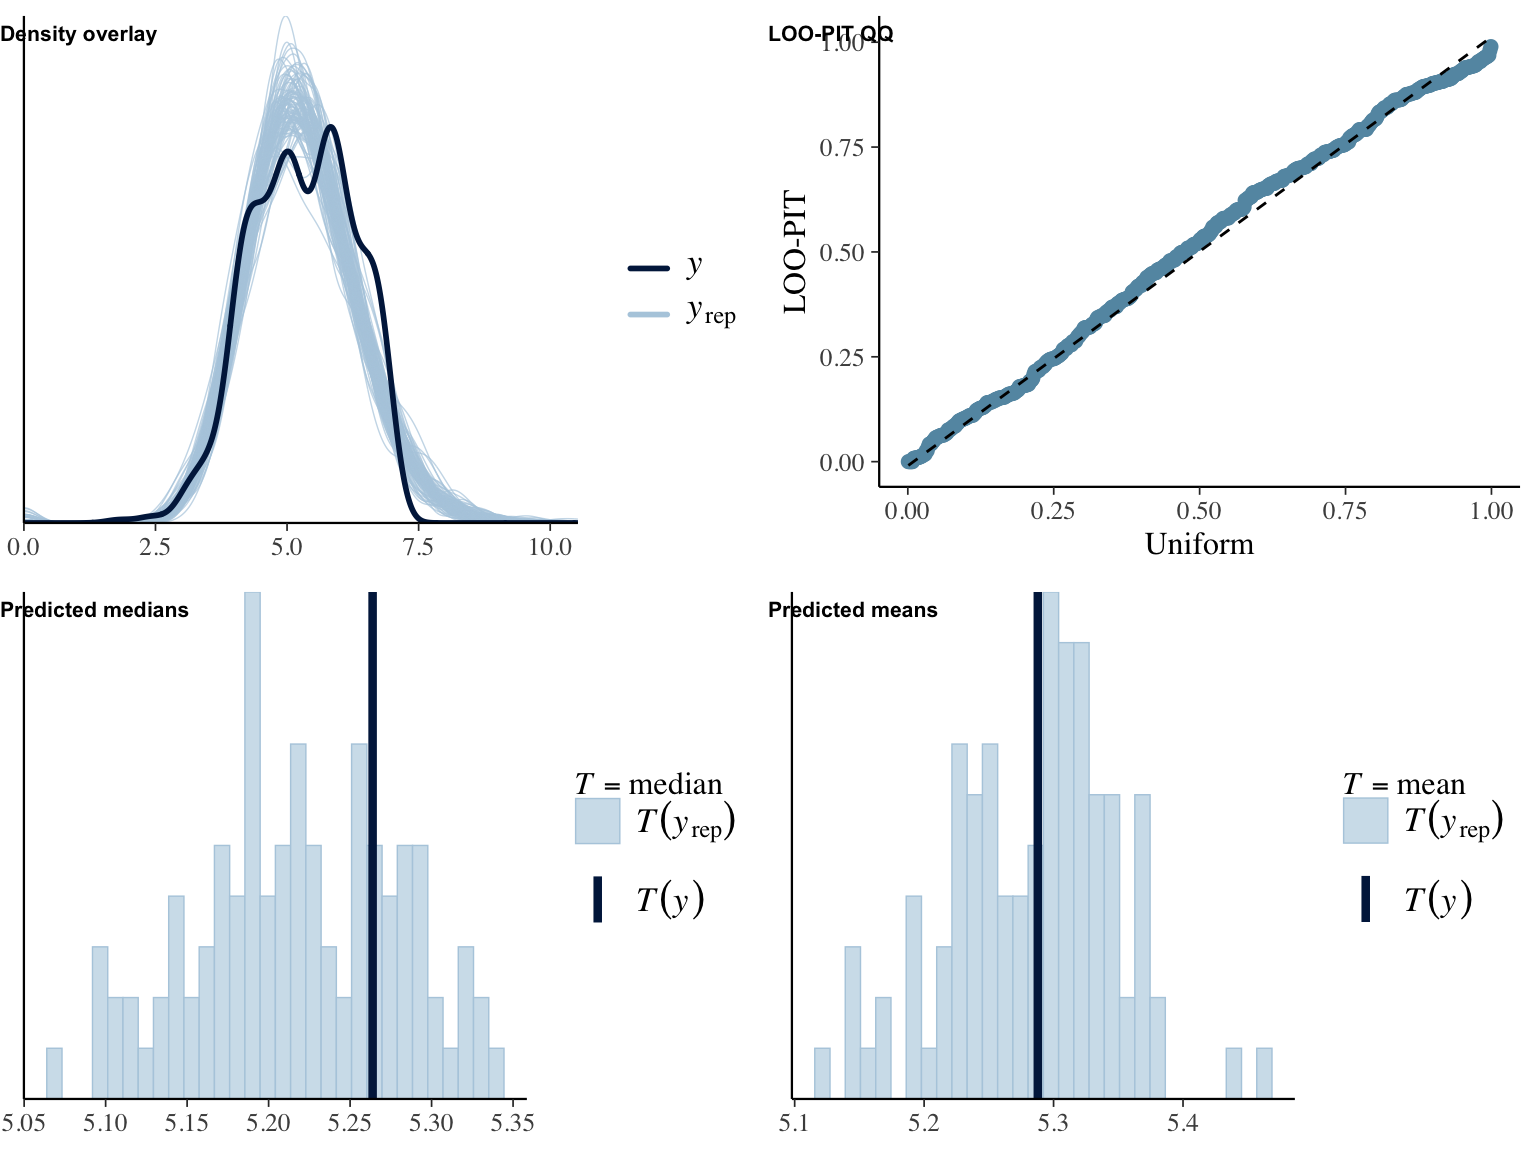 Density overlay
y
y rep
0.0 2.5 5.0 7.5 10.0
LOO-PIT QQ
1.00
0.75
0.50
0.25
0.00
LOO-PIT
0.00 0.25 0.50 0.75 1.00
Uniform
Predicted medians
T = median
T(y rep)
T(y)
5.05 5.10 5.15 5.20 5.25 5.30 5.35
Predicted means
T = mean
T(y rep)
T(y)
5.1 5.2 5.3 5.4